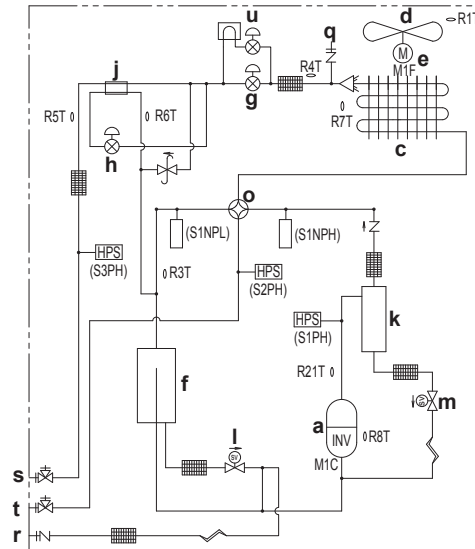 u
q
d
R1T
M
e
M1F
R4T
j
g
R5T
R6T
R7T
h
c
o
(S1NPL)
(S1NPH)
HPS
(S3PH)
R3T
HPS
(S2PH)
k
HPS
(S1PH)
f
R21T
m
SV
a
INV
R8T
l
SV
M1C
s
t
r